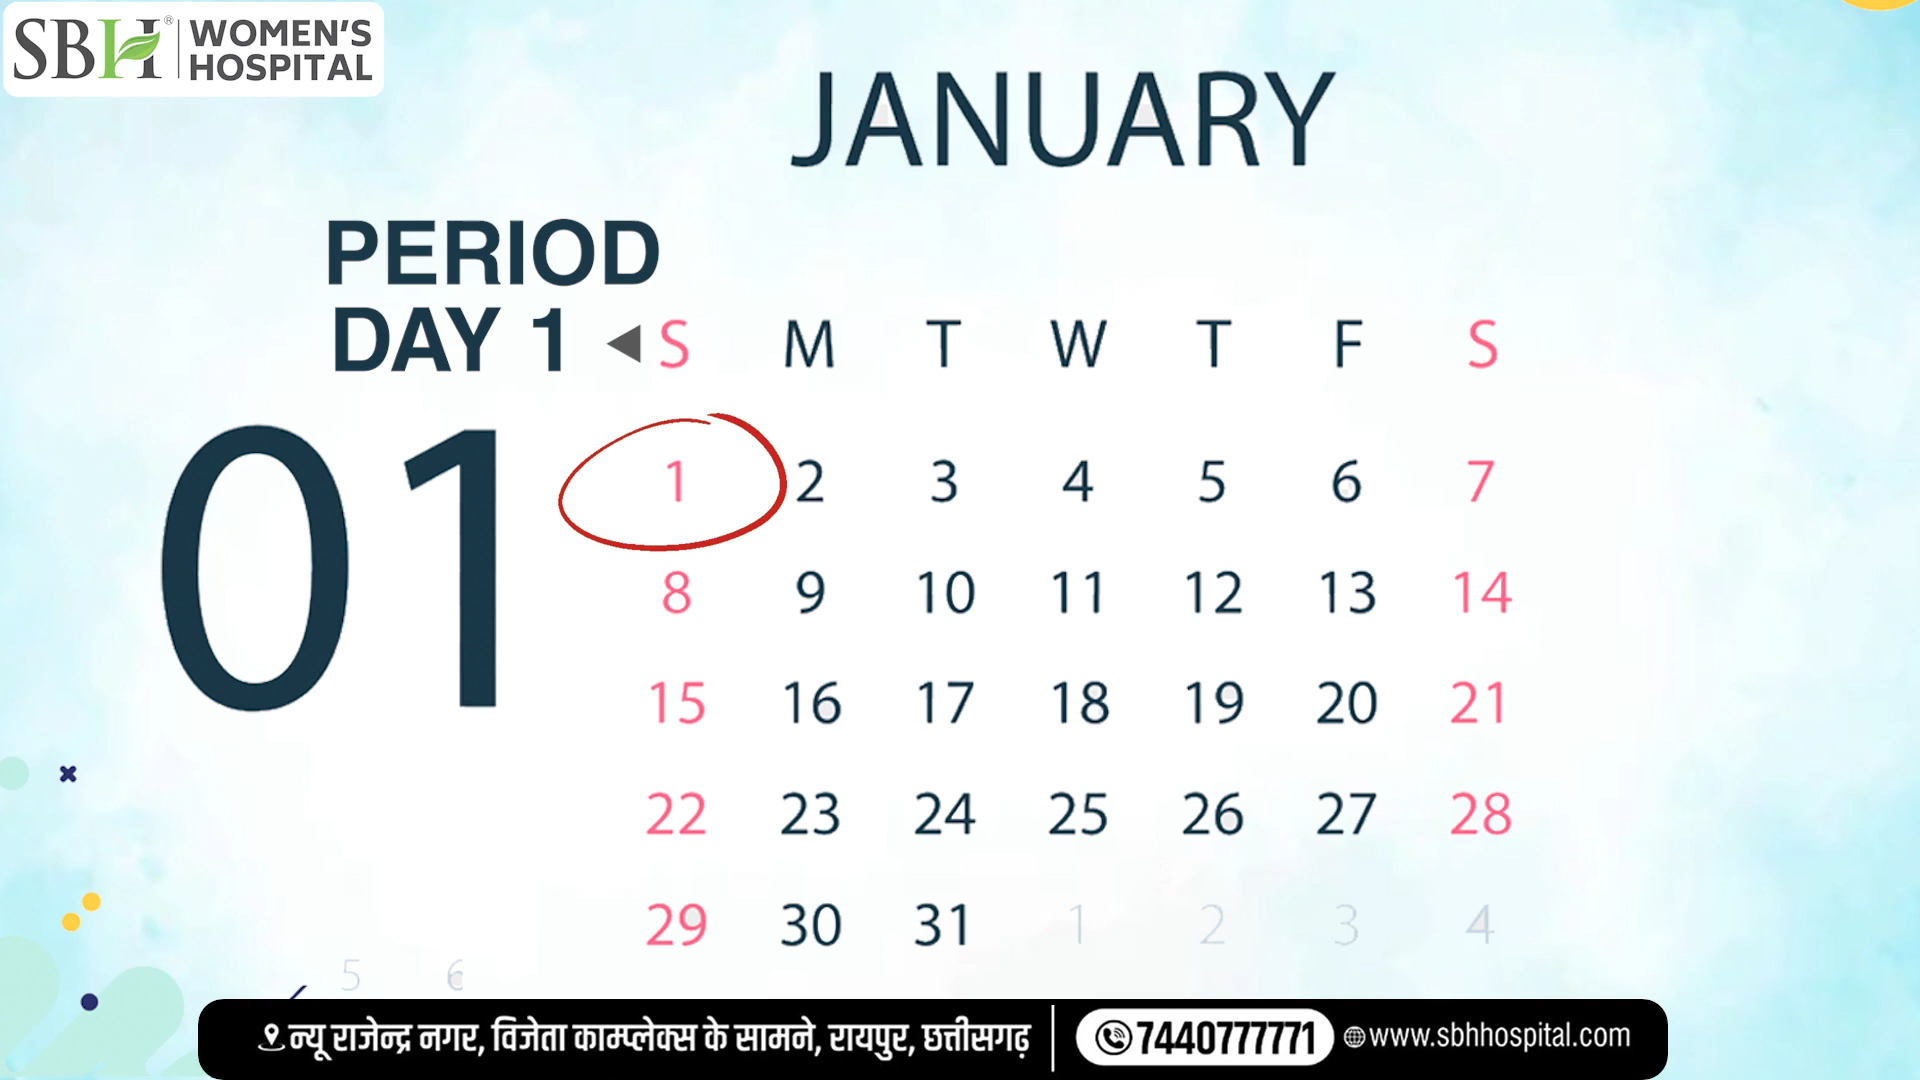 SBH® WOMEN'S
HOSPITAL
JANUARY
PERIOD
DAY 1
01
S M T W T F S
1 2 3 4 5 6 7
8 9 10 11 12 13 14
15 16 17 18 19 20 21
22 23 24 25 26 27 28
29 30 31 1 2 3 4
5 6
न्यू राजेन्द्र नगर, विजेता काम्प्लेक्स के सामने, रायपुर, छत्तीसगढ़
7440777771
www.sbhhospital.com